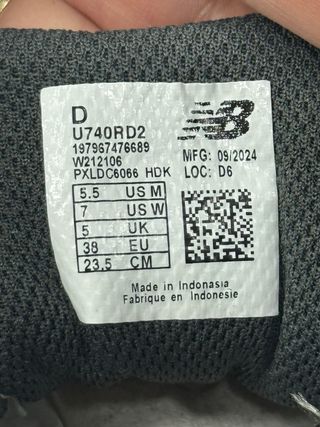 D
U740RD2
197967476689
W212106
PXLDC6066 HDK
MFG: 09/2024
LOC: D6
5.5 US M
7 US W
5 UK
38 EU
23.5 CM
Made in Indonasia
Fabrique en Indonesie